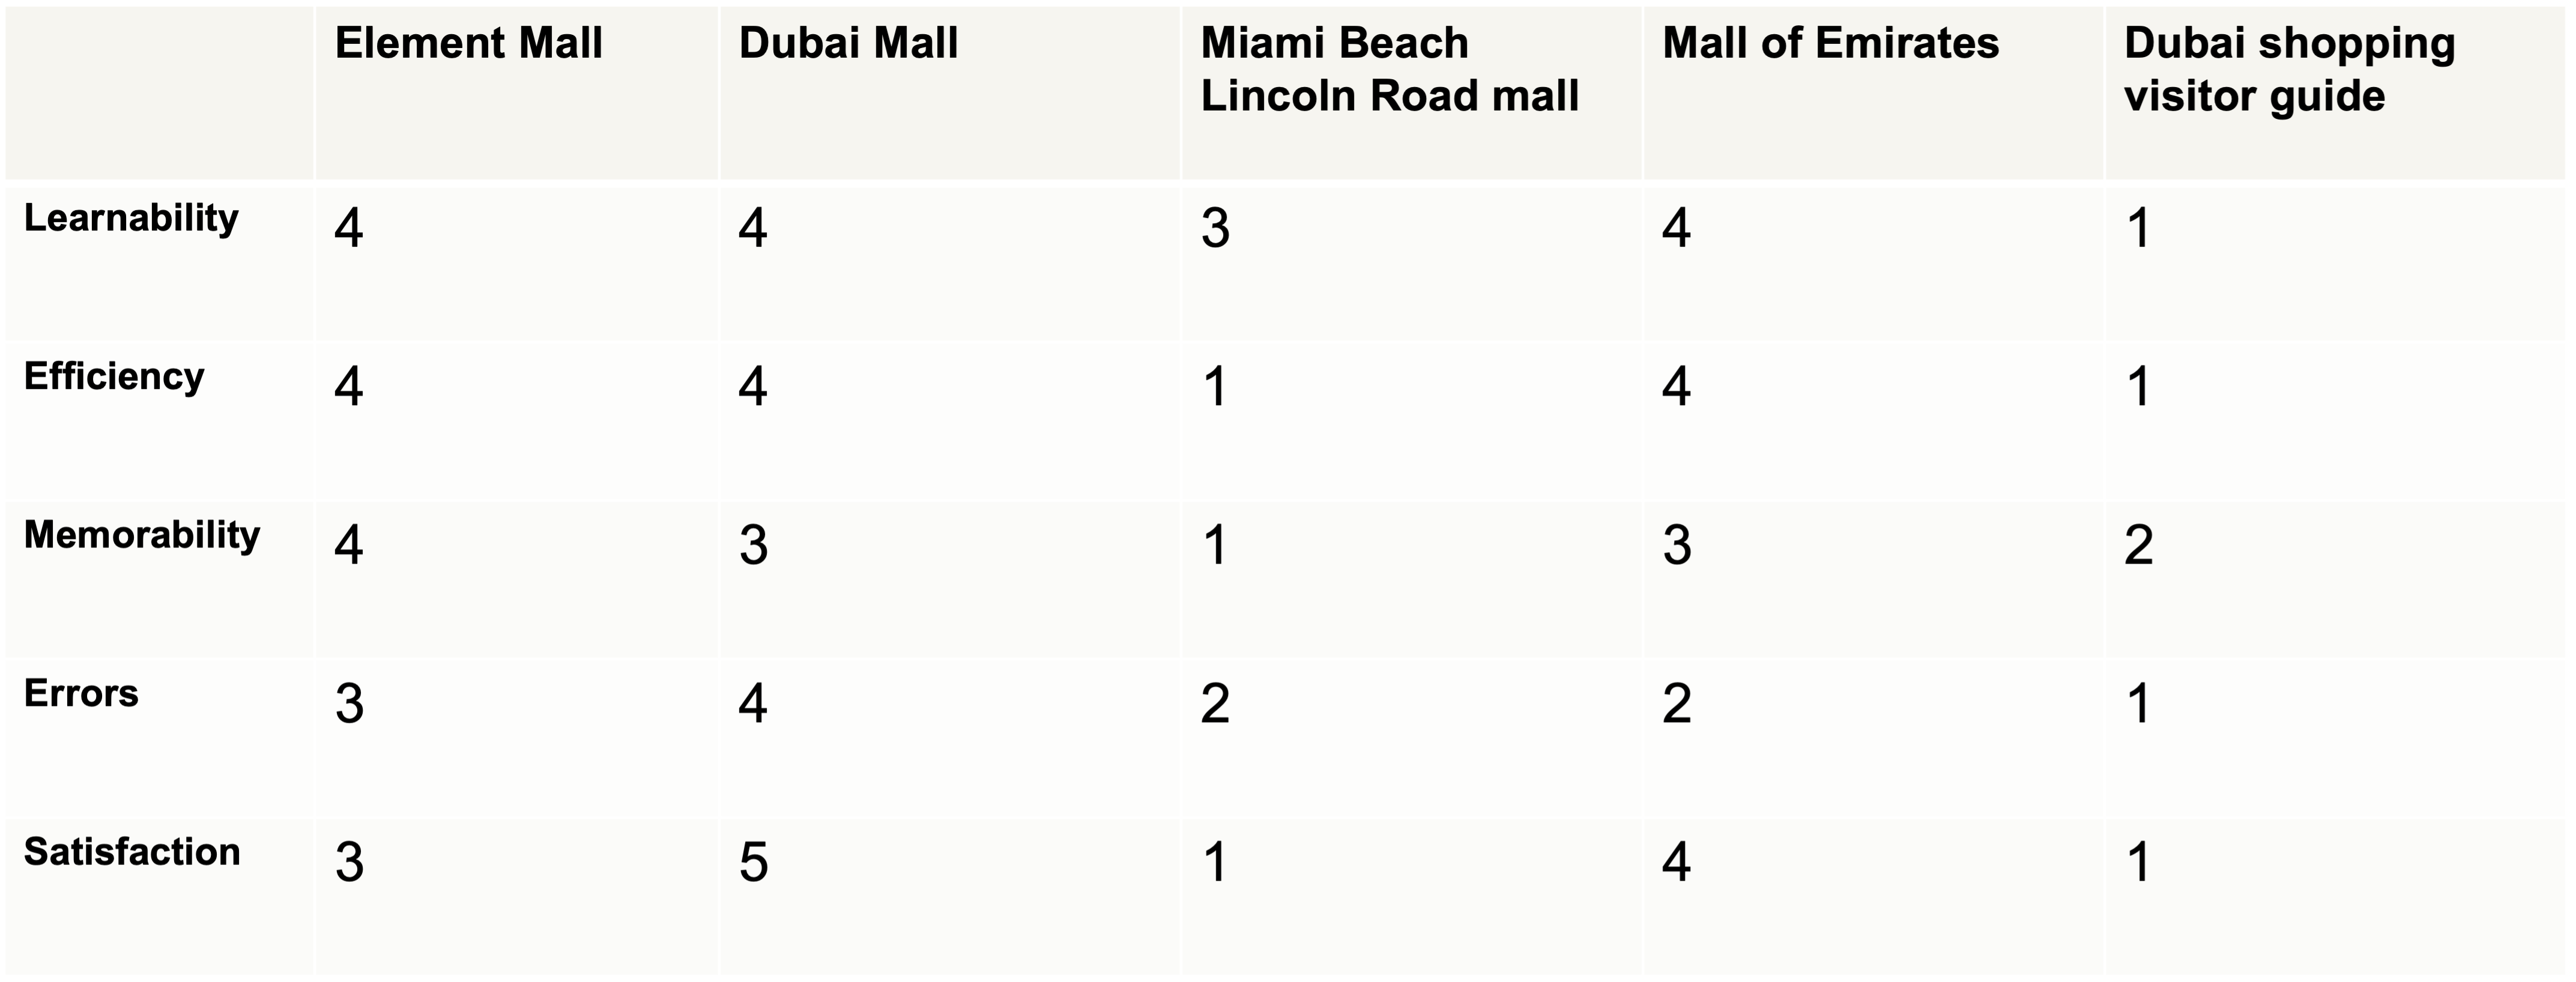 Element Mall Dubai Mall Miami Beach Mall of Emirates Dubai shopping
Lincoln Road mall visitor guide
Learnability 4 4 3 4 1
Efficiency 4 4 1 4 1
Memorability 4 3 1 3 2
Errors 3 4 2 2 1
Satisfaction 3 5 1 4 1